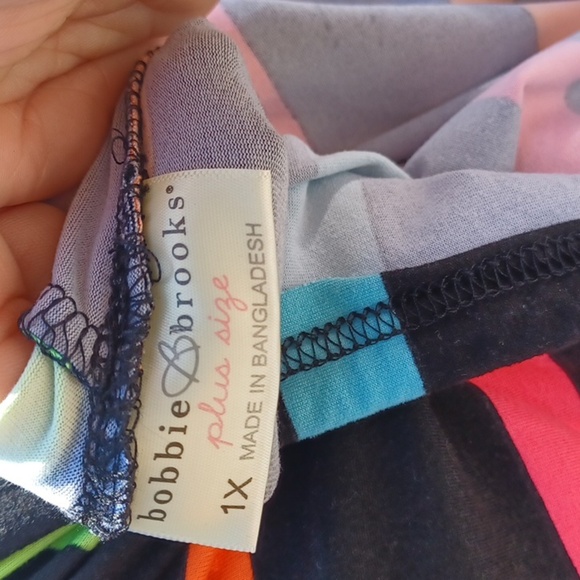 bobbie B brooks®
plus size
1X MADE IN BANGLADESH